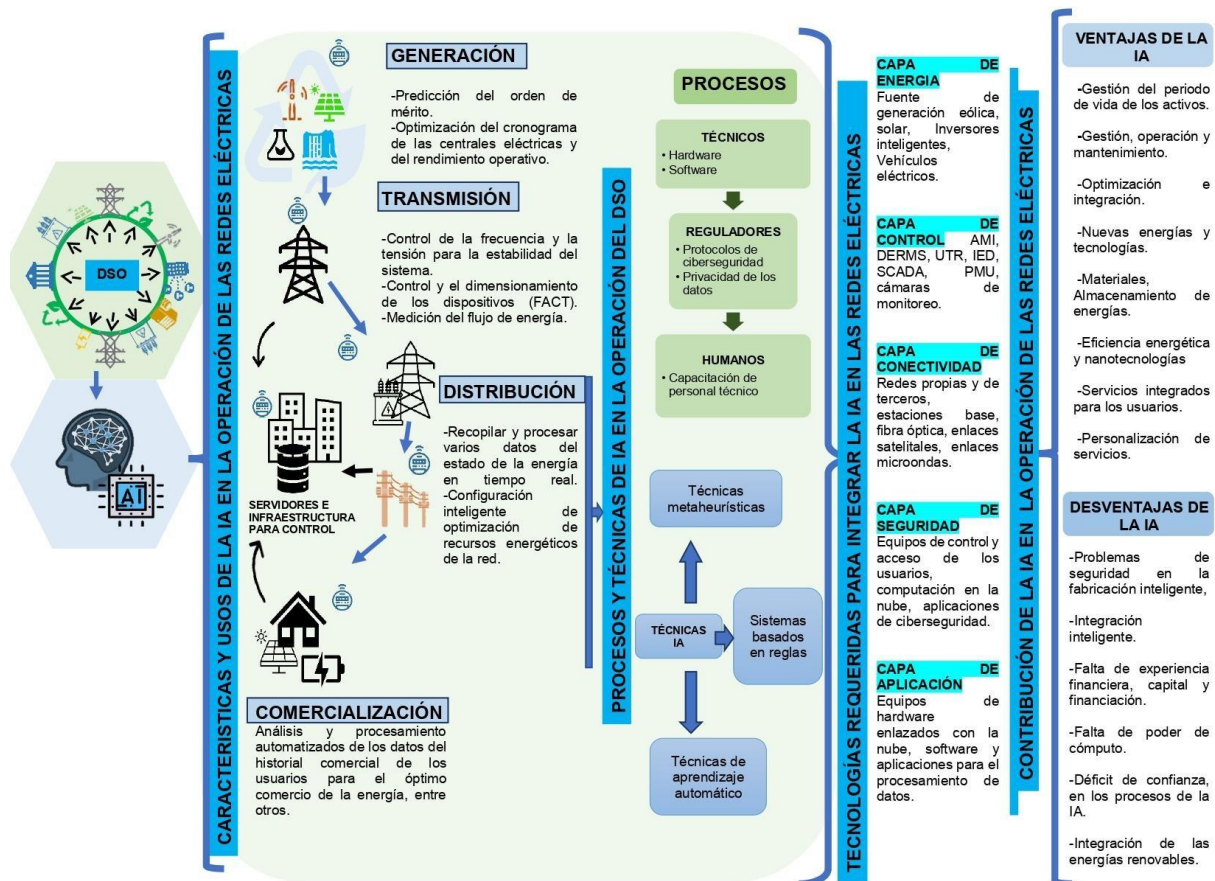 DSO
AI
CARACTERISTICAS Y USOS DE LA IA EN LA OPERACIÓN DE LAS REDES ELÉCTRICAS
GENERACIÓN
-Predicción del orden de
mérito.
-Optimización del cronograma
de las centrales eléctricas y
del rendimiento operativo.
TRANSMISIÓN
-Control de la frecuencia y la
tensión para la estabilidad del
sistema.
-Control y el dimensionamiento
de los dispositivos (FACT).
-Medición del flujo de energía.
DISTRIBUCIÓN
-Recopilar y procesar
varios datos del
estado de la energía
en tiempo real.
-Configuración
inteligente de
optimización de
recursos energéticos
de la red.
SERVIDORES E
INFRAESTRUCTURA
PARA CONTROL
COMERCIALIZACIÓN
Análisis y procesamiento
automatizados de los datos del
historial comercial de los
usuarios para el óptimo
comercio de la energía, entre
otros.
PROCESOS Y TÉCNICAS DE IA EN LA OPERACIÓN DEL DSO
PROCESOS
TÉCNICOS
• Hardware
• Software
REGULADORES
• Protocolos de
ciberseguridad
• Privacidad de los
datos
HUMANOS
• Capacitación de
personal técnico
Técnicas
metaheurísticas
TÉCNICAS
IA
Sistemas
basados
en reglas
Técnicas de
aprendizaje
automático
TECNOLOGÍAS REQUERIDAS PARA INTEGRAR LA IA EN LAS REDES ELÉCTRICAS
CAPA DE
ENERGIA
Fuente de
generación eólica,
solar, Inversores
inteligentes,
Vehículos
eléctricos.
CAPA DE
CONTROL AMI,
DERMS, UTR, IED,
SCADA, PMU,
cámaras de
monitoreo.
CAPA DE
CONECTIVIDAD
Redes propias y de
terceros,
estaciones base,
fibra óptica, enlaces
satelitales, enlaces
microondas.
CAPA DE
SEGURIDAD
Equipos de control y
acceso de los
usuarios,
computación en la
nube, aplicaciones
de ciberseguridad.
CAPA DE
APLICACIÓN
Equipos de
hardware
enlazados con la
nube, software y
aplicaciones para el
procesamiento de
datos.
CONTRIBUCIÓN DE LA IA EN LA OPERACIÓN DE LAS REDES ELÉCTRICAS
VENTAJAS DE LA
IA
-Gestión del periodo
de vida de los activos.
-Gestión, operación y
mantenimiento.
-Optimización e
integración.
-Nuevas energías y
tecnologías.
-Materiales,
Almacenamiento de
energías.
-Eficiencia energética
y nanotecnologías
-Servicios integrados
para los usuarios.
-Personalización de
servicios.
DESVENTAJAS DE
LA IA
-Problemas de
seguridad en la
fabricación inteligente,
-Integración
inteligente.
-Falta de experiencia
financiera, capital y
financiación.
-Falta de poder de
cómputo.
-Déficit de confianza,
en los procesos de la
IA.
-Integración de las
energías renovables.